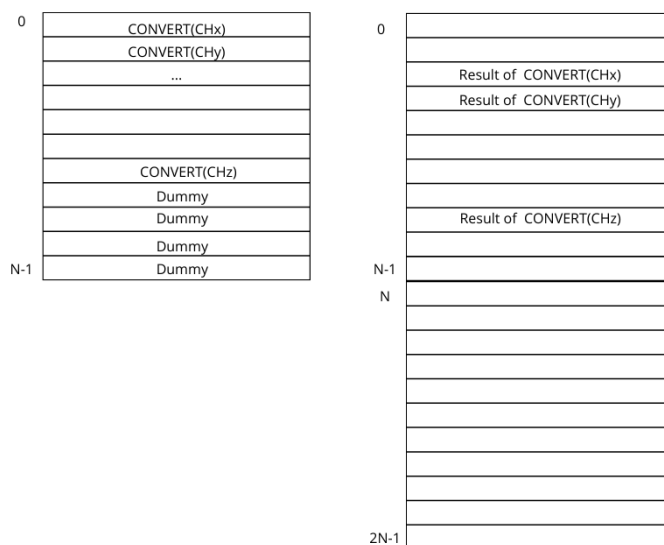 0
CONVERT(CHx)
CONVERT(CHy)
...
CONVERT(CHz)
Dummy
Dummy
Dummy
N-1
Dummy
0
Result of CONVERT(CHx)
Result of CONVERT(CHy)
Result of CONVERT(CHz)
N-1
N
2N-1